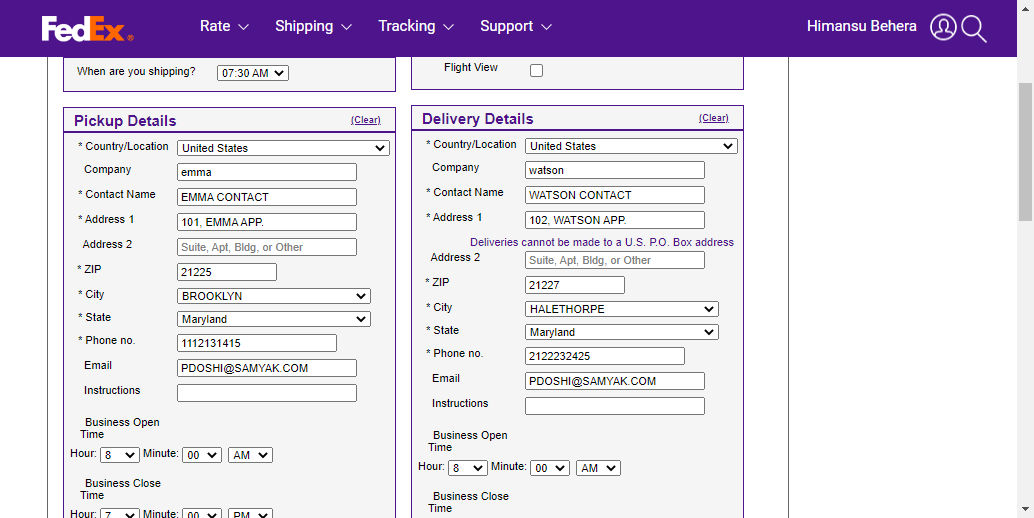 FedEx® Rate Shipping Tracking Support Himansu Behera
When are you shipping? 07:30 AM
Flight View
Pickup Details (Clear)
* Country/Location United States
Company emma
* Contact Name EMMA CONTACT
* Address 1 101, EMMA APP.
Address 2 Suite, Apt, Bldg, or Other
* ZIP 21225
* City BROOKLYN
* State Maryland
* Phone no. 1112131415
Email PDOSHI@SAMYAK.COM
Instructions
Business Open
Time
Hour: 8 Minute: 00 AM
Business Close
Time
Hour: 7 Minute: 00 PM
Delivery Details (Clear)
* Country/Location United States
Company watson
* Contact Name WATSON CONTACT
* Address 1 102, WATSON APP.
Deliveries cannot be made to a U.S. P.O. Box address
Address 2 Suite, Apt, Bldg, or Other
* ZIP 21227
* City HALETHORPE
* State Maryland
* Phone no. 2122232425
Email PDOSHI@SAMYAK.COM
Instructions
Business Open
Time
Hour: 8 Minute: 00 AM
Business Close
Time